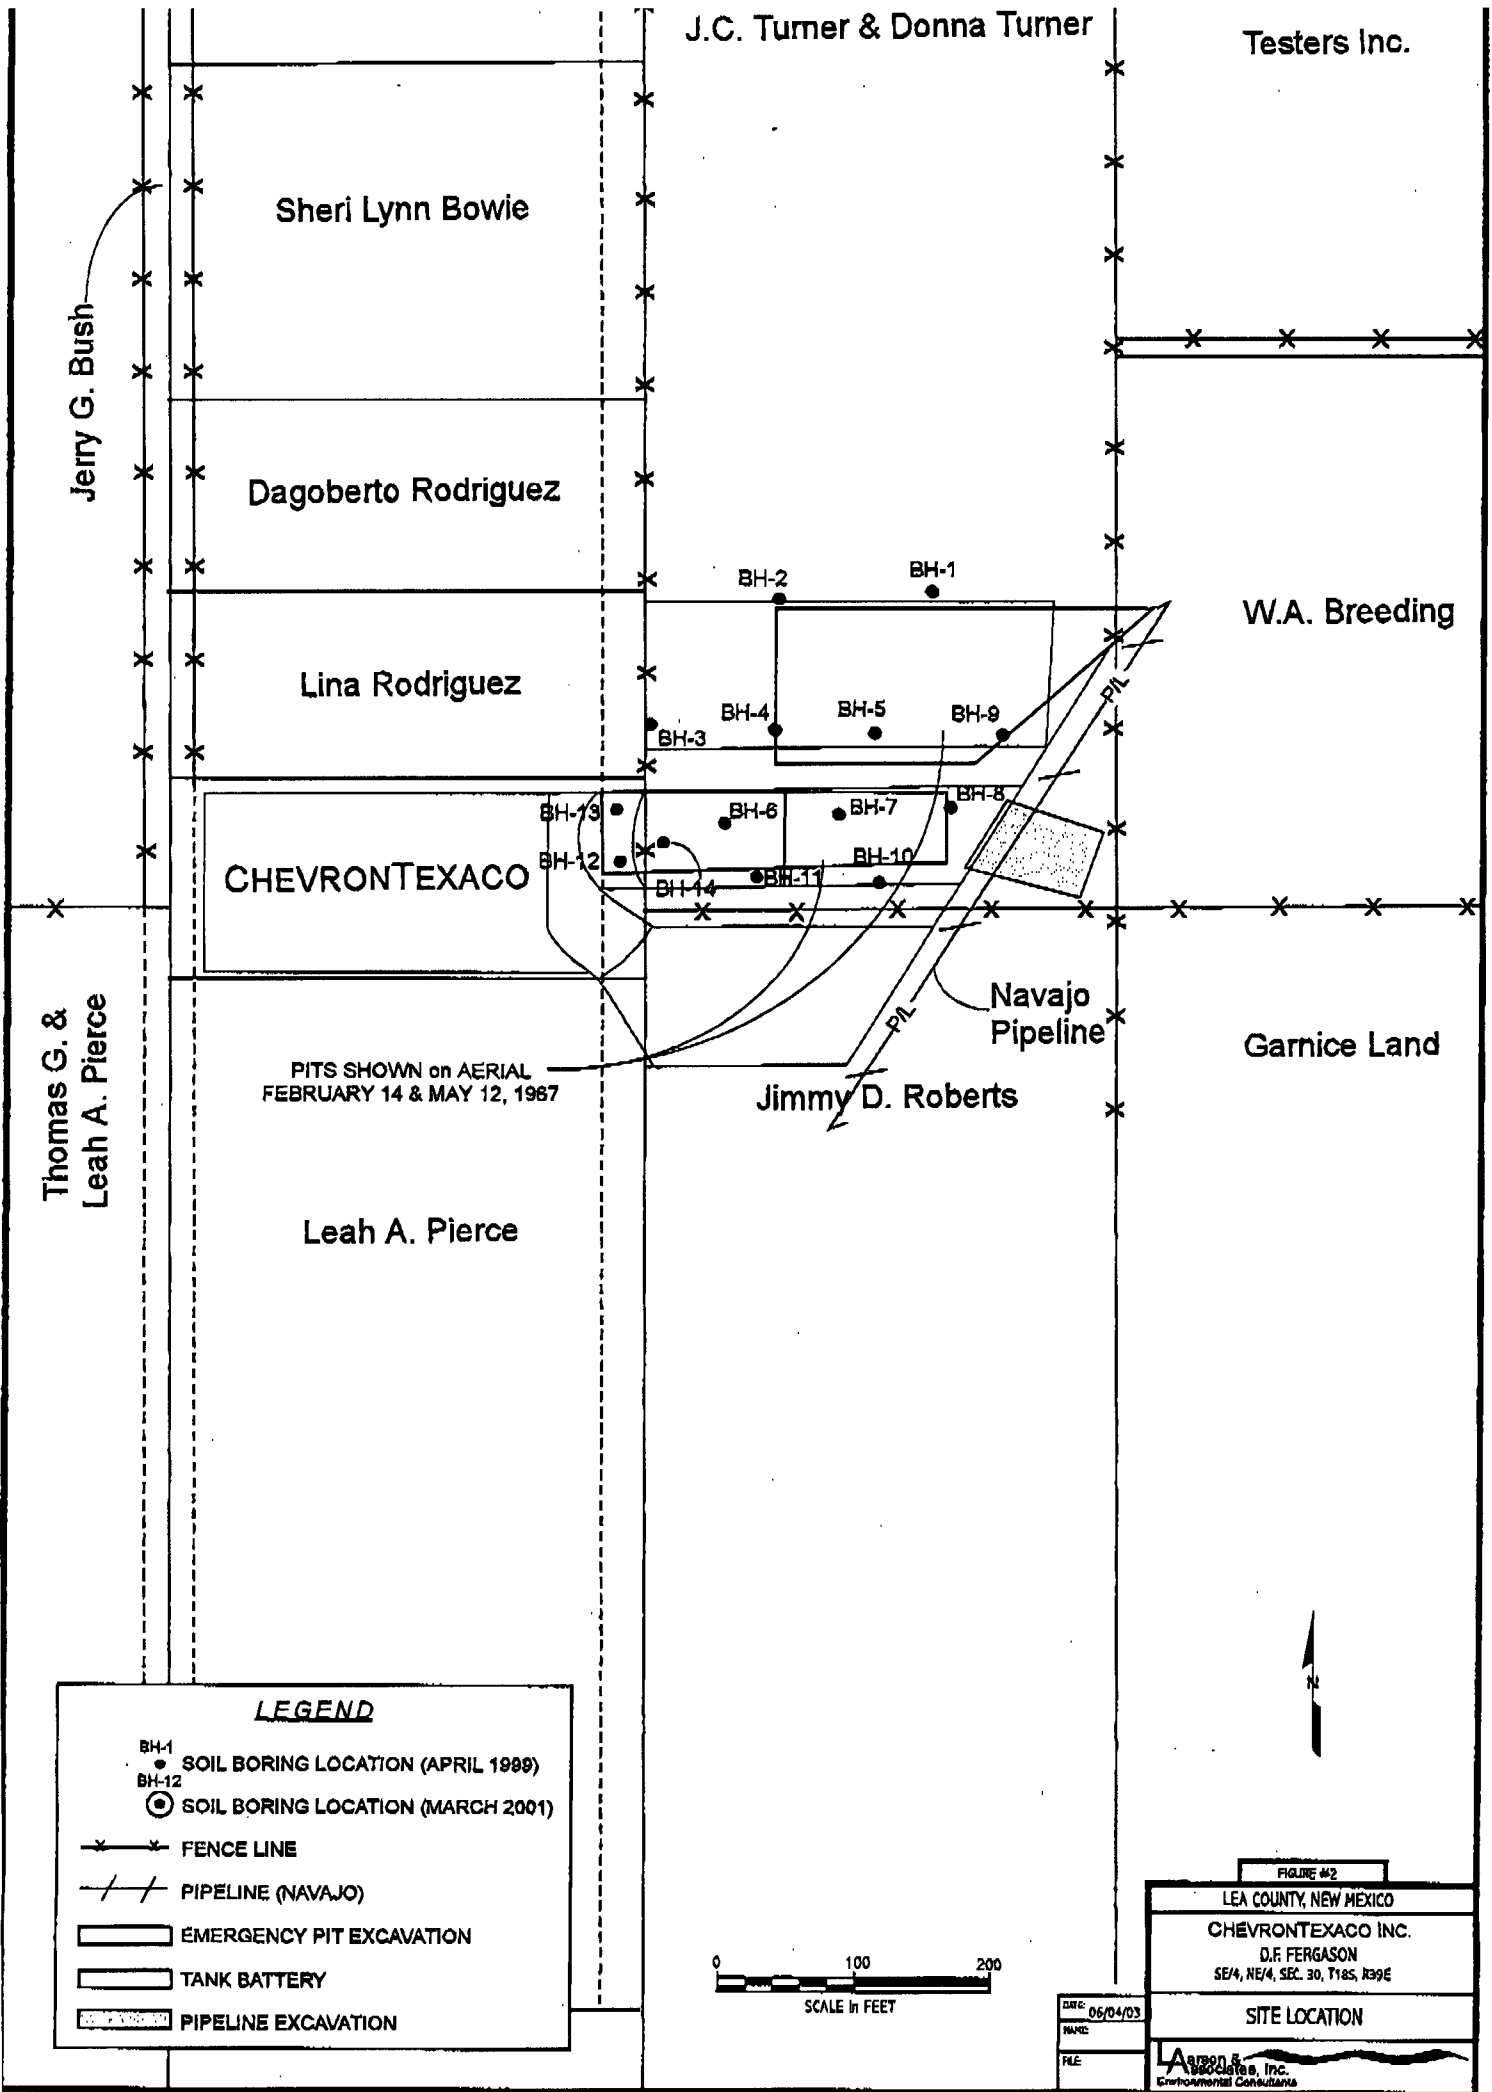 J.C. Turner & Donna Turner
Testers Inc.
Sheri Lynn Bowie
Jerry G. Bush
Dagoberto Rodriguez
BH-2
BH-1
W.A. Breeding
Lina Rodriguez
P/L
BH-4
BH-5
BH-9
BH-3
BH-13
BH-6
BH-7
BH-8
BH-12
BH-10
CHEVRONTEXACO
BH-14
BH-11
Thomas G. &
Leah A. Pierce
Navajo
Pipeline
P/L
Garnice Land
PITS SHOWN on AERIAL
FEBRUARY 14 & MAY 12, 1967
Jimmy D. Roberts
Leah A. Pierce
N
LEGEND
BH-1
SOIL BORING LOCATION (APRIL 1999)
BH-12
SOIL BORING LOCATION (MARCH 2001)
FENCE LINE
PIPELINE (NAVAJO)
EMERGENCY PIT EXCAVATION
TANK BATTERY
PIPELINE EXCAVATION
0 100 200
SCALE in FEET
FIGURE #2
LEA COUNTY, NEW MEXICO
CHEVRONTEXACO INC.
D.F. FERGASON
SE/4, NE/4, SEC. 30, T18S, R39E
SITE LOCATION
DATE: 06/04/03
NAME:
FILE:
Larson &
Associates, Inc.
Environmental Consultants